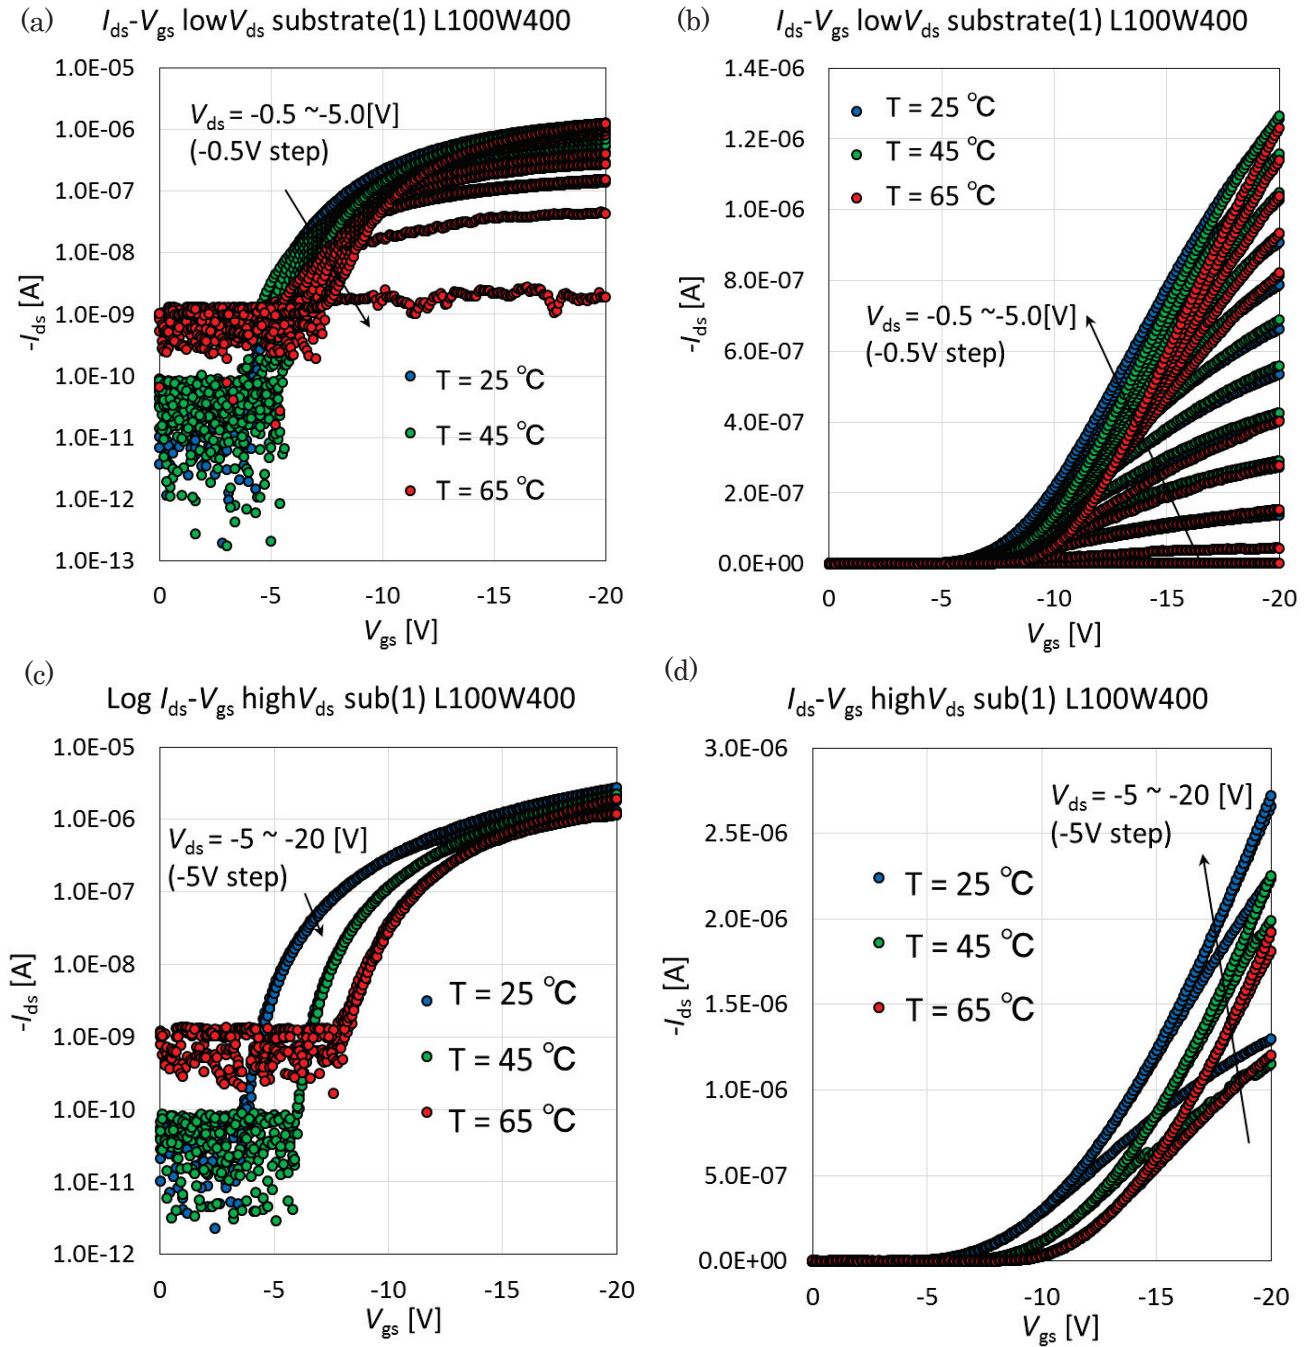 (a)
Ids-Vgs lowVds substrate(1) L100W400
1.0E-05
1.0E-06
1.0E-07
1.0E-08
1.0E-09
1.0E-10
1.0E-11
1.0E-12
1.0E-13
-Ids [A]
Vds = -0.5 ~-5.0[V]
(-0.5V step)
T = 25 ℃
T = 45 ℃
T = 65 ℃
0
-5
-10
-15
-20
Vgs [V]
(b)
Ids-Vgs lowVds substrate(1) L100W400
1.4E-06
1.2E-06
1.0E-06
8.0E-07
6.0E-07
4.0E-07
2.0E-07
0.0E+00
-Ids [A]
T = 25 ℃
T = 45 ℃
T = 65 ℃
Vds = -0.5 ~-5.0[V]
(-0.5V step)
0
-5
-10
-15
-20
Vgs [V]
(c)
Log Ids-Vgs highVds sub(1) L100W400
1.0E-05
1.0E-06
1.0E-07
1.0E-08
1.0E-09
1.0E-10
1.0E-11
1.0E-12
-Ids [A]
Vds = -5 ~ -20 [V]
(-5V step)
T = 25 ℃
T = 45 ℃
T = 65 ℃
0
-5
-10
-15
-20
Vgs [V]
(d)
Ids-Vgs highVds sub(1) L100W400
3.0E-06
2.5E-06
2.0E-06
1.5E-06
1.0E-06
5.0E-07
0.0E+00
-Ids [A]
Vds = -5 ~ -20 [V]
(-5V step)
T = 25 ℃
T = 45 ℃
T = 65 ℃
0
-5
-10
-15
-20
Vgs [V]